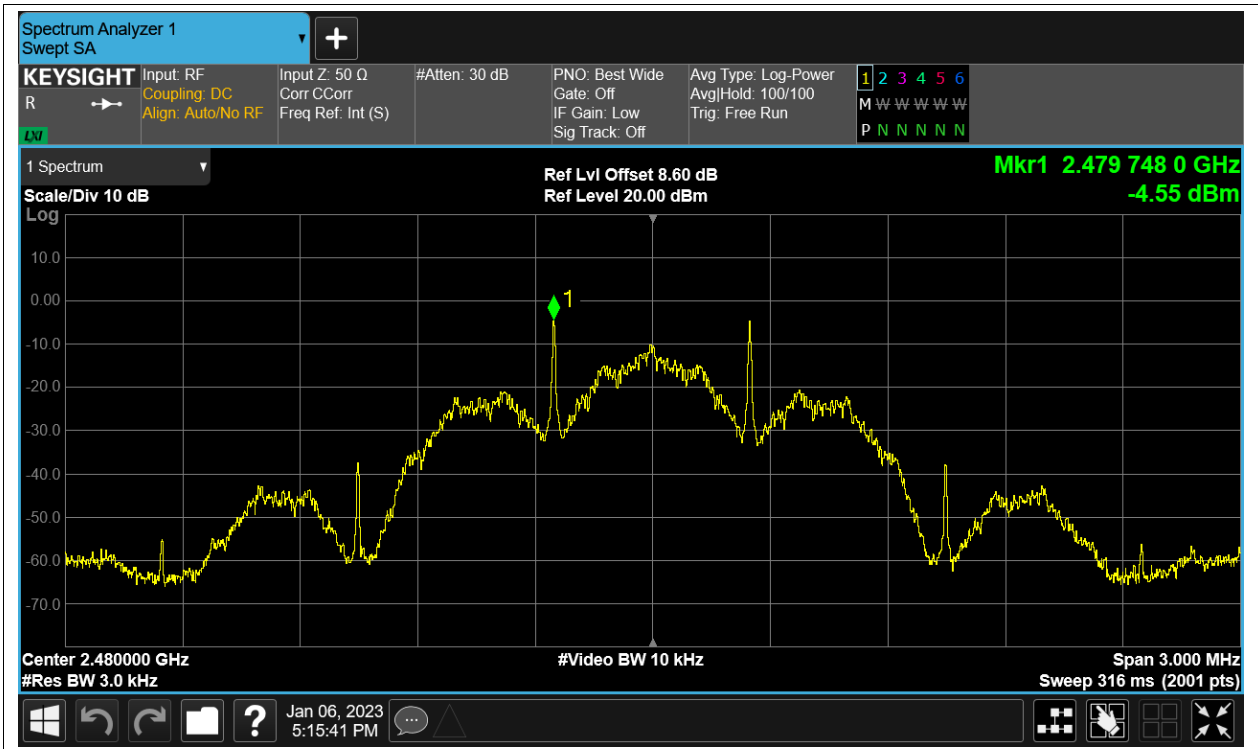 Spectrum Analyzer 1
Swept SA
KEYSIGHT
R
LXI
Input: RF
Coupling: DC
Align: Auto/No RF
Input Z: 50 Ω
Corr CCorr
Freq Ref: Int (S)
#Atten: 30 dB
PNO: Best Wide
Gate: Off
IF Gain: Low
Sig Track: Off
Avg Type: Log-Power
Avg|Hold: 100/100
Trig: Free Run
1 2 3 4 5 6
M W W W W W W
P N N N N N N
1 Spectrum
Scale/Div 10 dB
Log
Ref Lvl Offset 8.60 dB
Ref Level 20.00 dBm
Mkr1 2.479 748 0 GHz
-4.55 dBm
10.0
0.00
1
-10.0
-20.0
-30.0
-40.0
-50.0
-60.0
-70.0
Center 2.480000 GHz
#Res BW 3.0 kHz
#Video BW 10 kHz
Span 3.000 MHz
Sweep 316 ms (2001 pts)
?
Jan 06, 2023
5:15:41 PM